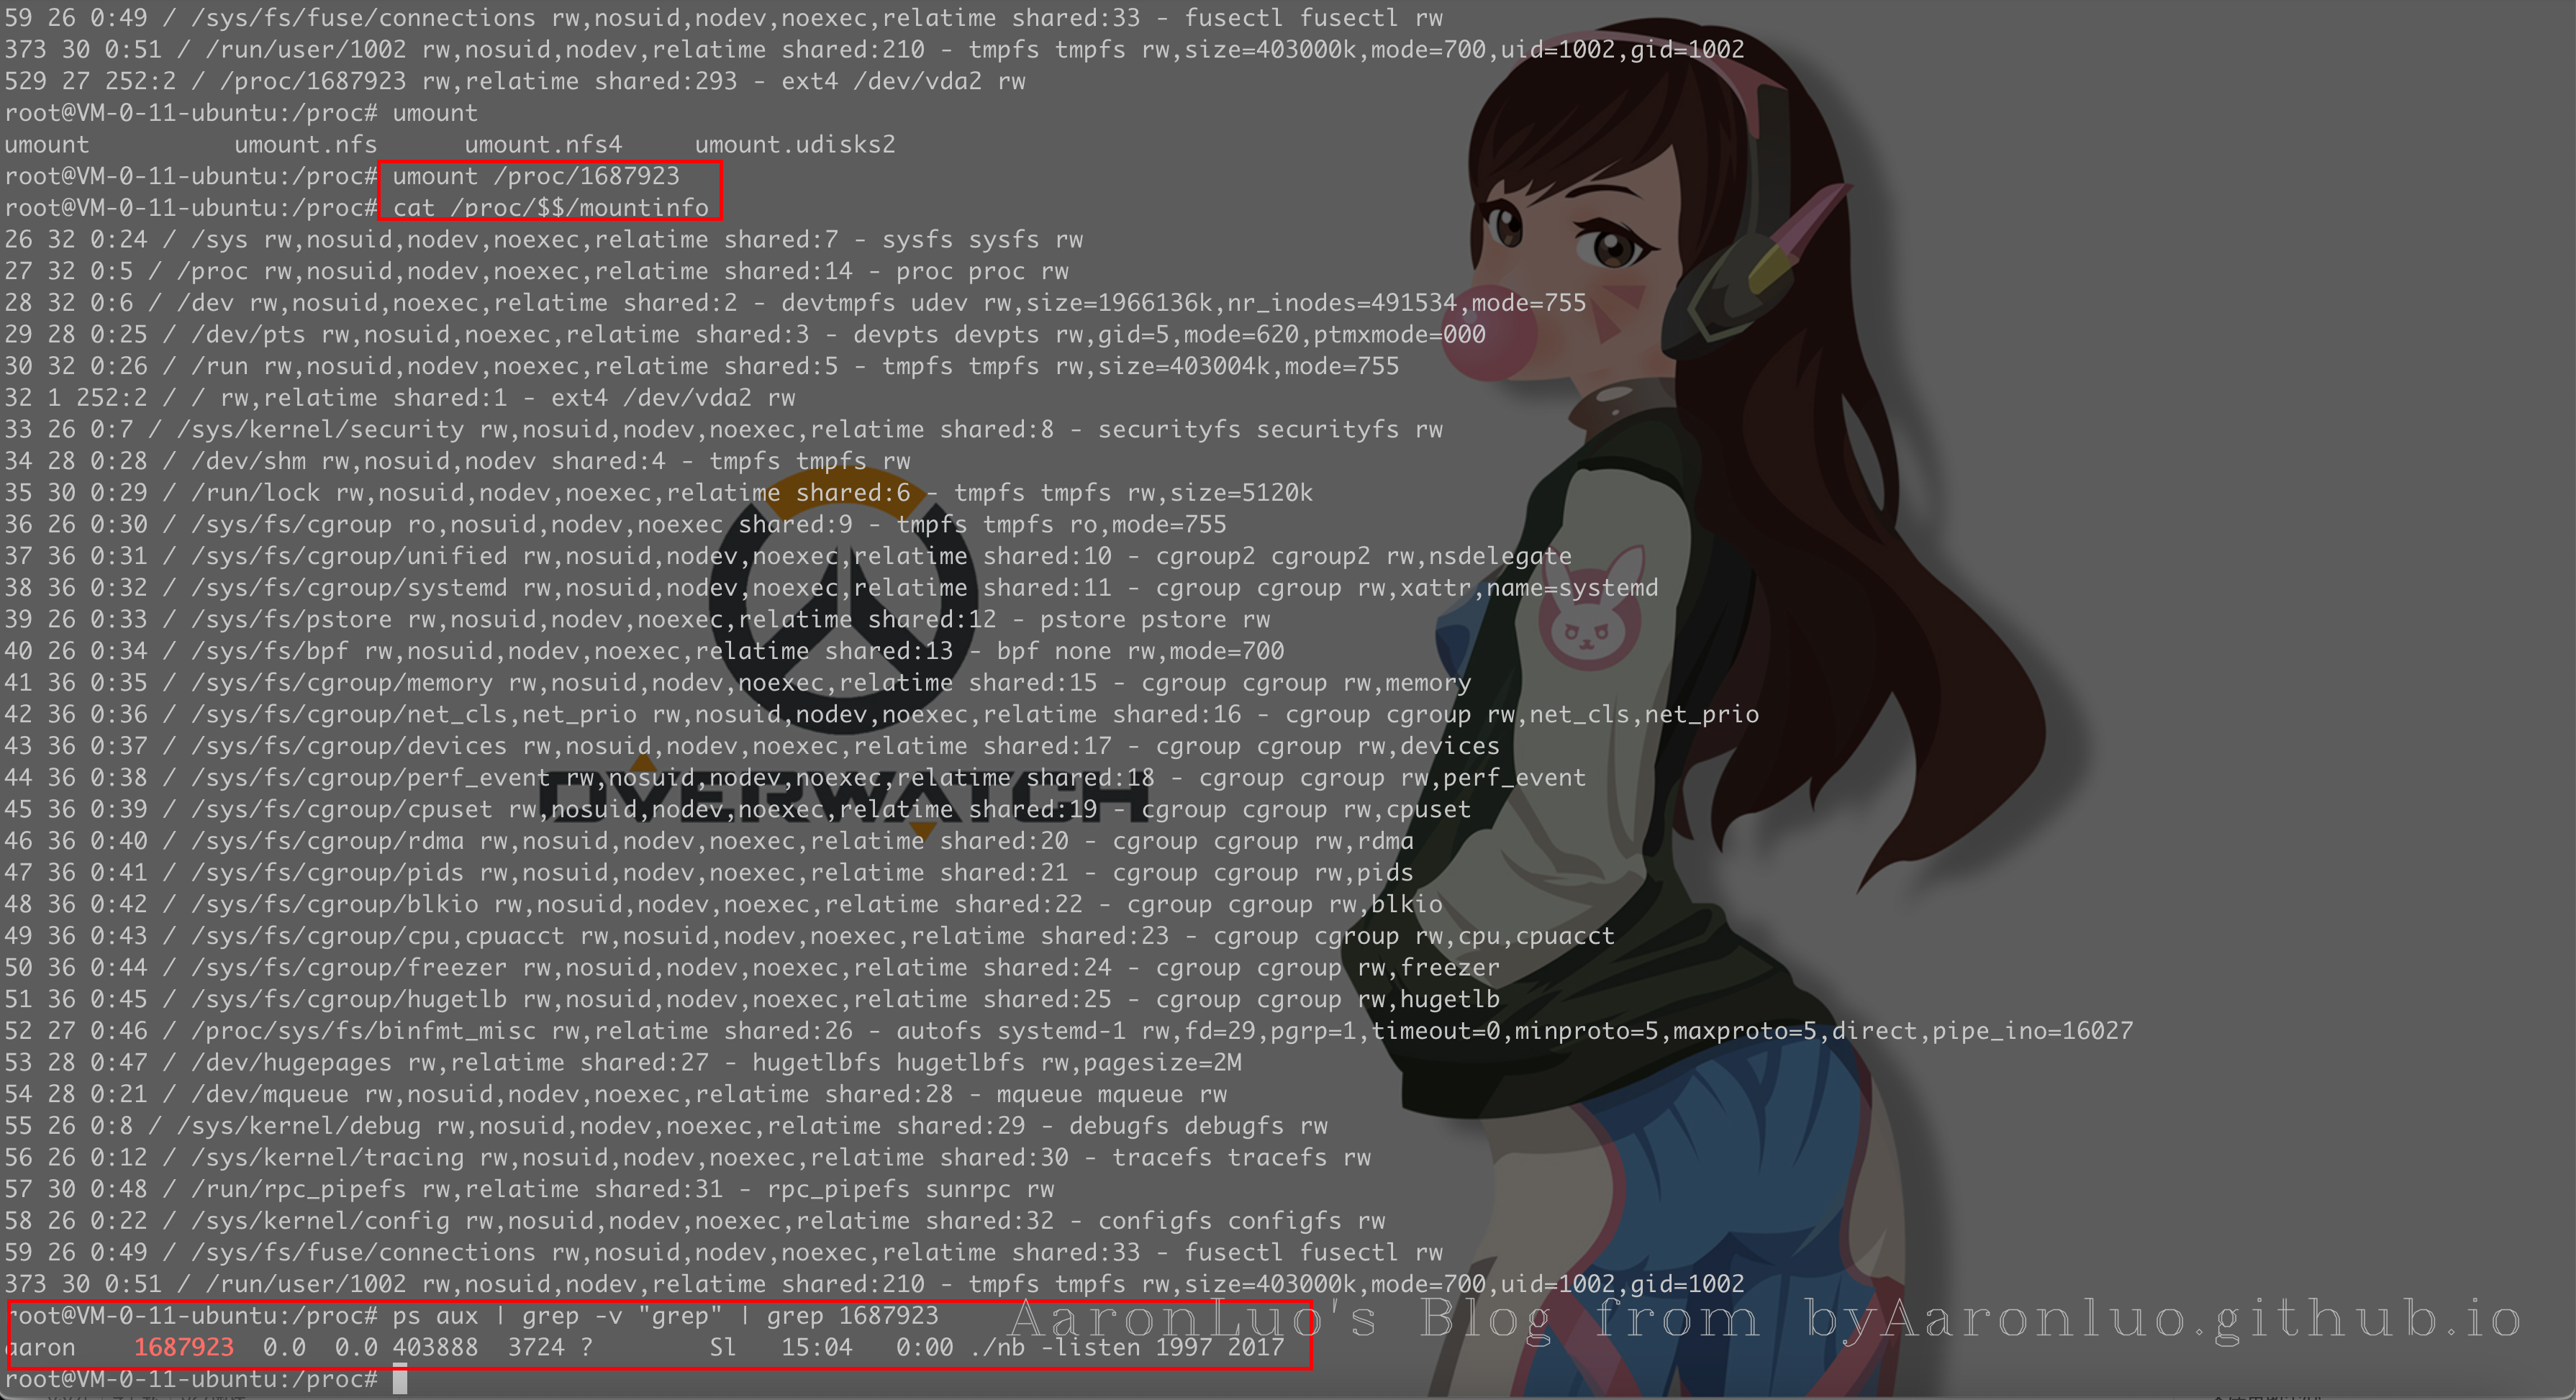 59 26 0:49 / /sys/fs/fuse/connections rw,nosuid,nodev,noexec,relatime shared:33 - fusectl fusectl rw
373 30 0:51 / /run/user/1002 rw,nosuid,nodev,relatime shared:210 - tmpfs tmpfs rw,size=403000k,mode=700,uid=1002,gid=1002
529 27 252:2 / /proc/1687923 rw,relatime shared:293 - ext4 /dev/vda2 rw
root@VM-0-11-ubuntu:/proc# umount
umount          umount.nfs      umount.nfs4     umount.udisks2
root@VM-0-11-ubuntu:/proc# umount /proc/1687923
root@VM-0-11-ubuntu:/proc# cat /proc/$$/mountinfo
26 32 0:24 / /sys rw,nosuid,nodev,noexec,relatime shared:7 - sysfs sysfs rw
27 32 0:5 / /proc rw,nosuid,nodev,noexec,relatime shared:14 - proc proc rw
28 32 0:6 / /dev rw,nosuid,noexec,relatime shared:2 - devtmpfs udev rw,size=1966136k,nr_inodes=491534,mode=755
29 28 0:25 / /dev/pts rw,nosuid,noexec,relatime shared:3 - devpts devpts rw,gid=5,mode=620,ptmxmode=000
30 32 0:26 / /run rw,nosuid,nodev,noexec,relatime shared:5 - tmpfs tmpfs rw,size=403004k,mode=755
32 1 252:2 / / rw,relatime shared:1 - ext4 /dev/vda2 rw
33 26 0:7 / /sys/kernel/security rw,nosuid,nodev,noexec,relatime shared:8 - securityfs securityfs rw
34 28 0:28 / /dev/shm rw,nosuid,nodev shared:4 - tmpfs tmpfs rw
35 30 0:29 / /run/lock rw,nosuid,nodev,noexec,relatime shared:6 - tmpfs tmpfs rw,size=5120k
36 26 0:30 / /sys/fs/cgroup ro,nosuid,nodev,noexec shared:9 - tmpfs tmpfs ro,mode=755
37 36 0:31 / /sys/fs/cgroup/unified rw,nosuid,nodev,noexec,relatime shared:10 - cgroup2 cgroup2 rw,nsdelegate
38 36 0:32 / /sys/fs/cgroup/systemd rw,nosuid,nodev,noexec,relatime shared:11 - cgroup cgroup rw,xattr,name=systemd
39 26 0:33 / /sys/fs/pstore rw,nosuid,nodev,noexec,relatime shared:12 - pstore pstore rw
40 26 0:34 / /sys/fs/bpf rw,nosuid,nodev,noexec,relatime shared:13 - bpf none rw,mode=700
41 36 0:35 / /sys/fs/cgroup/memory rw,nosuid,nodev,noexec,relatime shared:15 - cgroup cgroup rw,memory
42 36 0:36 / /sys/fs/cgroup/net_cls,net_prio rw,nosuid,nodev,noexec,relatime shared:16 - cgroup cgroup rw,net_cls,net_prio
43 36 0:37 / /sys/fs/cgroup/devices rw,nosuid,nodev,noexec,relatime shared:17 - cgroup cgroup rw,devices
44 36 0:38 / /sys/fs/cgroup/perf_event rw,nosuid,nodev,noexec,relatime shared:18 - cgroup cgroup rw,perf_event
45 36 0:39 / /sys/fs/cgroup/cpuset rw,nosuid,nodev,noexec,relatime shared:19 - cgroup cgroup rw,cpuset
OVERWATCH
46 36 0:40 / /sys/fs/cgroup/rdma rw,nosuid,nodev,noexec,relatime shared:20 - cgroup cgroup rw,rdma
47 36 0:41 / /sys/fs/cgroup/pids rw,nosuid,nodev,noexec,relatime shared:21 - cgroup cgroup rw,pids
48 36 0:42 / /sys/fs/cgroup/blkio rw,nosuid,nodev,noexec,relatime shared:22 - cgroup cgroup rw,blkio
49 36 0:43 / /sys/fs/cgroup/cpu,cpuacct rw,nosuid,nodev,noexec,relatime shared:23 - cgroup cgroup rw,cpu,cpuacct
50 36 0:44 / /sys/fs/cgroup/freezer rw,nosuid,nodev,noexec,relatime shared:24 - cgroup cgroup rw,freezer
51 36 0:45 / /sys/fs/cgroup/hugetlb rw,nosuid,nodev,noexec,relatime shared:25 - cgroup cgroup rw,hugetlb
52 27 0:46 / /proc/sys/fs/binfmt_misc rw,relatime shared:26 - autofs systemd-1 rw,fd=29,pgrp=1,timeout=0,minproto=5,maxproto=5,direct,pipe_ino=16027
53 28 0:47 / /dev/hugepages rw,relatime shared:27 - hugetlbfs hugetlbfs rw,pagesize=2M
54 28 0:21 / /dev/mqueue rw,nosuid,nodev,noexec,relatime shared:28 - mqueue mqueue rw
55 26 0:8 / /sys/kernel/debug rw,nosuid,nodev,noexec,relatime shared:29 - debugfs debugfs rw
56 26 0:12 / /sys/kernel/tracing rw,nosuid,nodev,noexec,relatime shared:30 - tracefs tracefs rw
57 30 0:48 / /run/rpc_pipefs rw,relatime shared:31 - rpc_pipefs sunrpc rw
58 26 0:22 / /sys/kernel/config rw,nosuid,nodev,noexec,relatime shared:32 - configfs configfs rw
59 26 0:49 / /sys/fs/fuse/connections rw,nosuid,nodev,noexec,relatime shared:33 - fusectl fusectl rw
373 30 0:51 / /run/user/1002 rw,nosuid,nodev,relatime shared:210 - tmpfs tmpfs rw,size=403000k,mode=700,uid=1002,gid=1002
root@VM-0-11-ubuntu:/proc# ps aux | grep -v "grep" | grep 1687923
AaronLuo's Blog from byAaronluo.github.io
aaron    1687923  0.0  0.0 403888  3724 ?        Sl   15:04   0:00 ./nb -listen 1997 2017
root@VM-0-11-ubuntu:/proc#